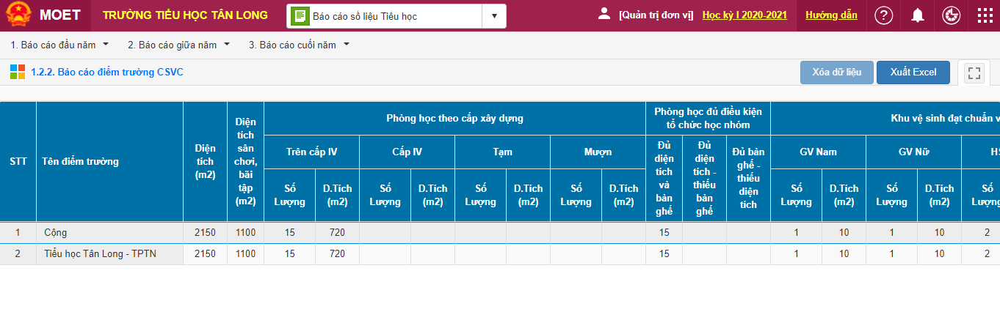 MOET TRƯỜNG TIỂU HỌC TÂN LONG Báo cáo số liệu Tiểu học [Quản trị đơn vị] Học kỳ I 2020-2021 Hướng dẫn ?
1. Báo cáo đầu năm 2. Báo cáo giữa năm 3. Báo cáo cuối năm
1.2.2. Báo cáo điểm trường CSVC Xóa dữ liệu Xuất Excel
STT
Tên điểm trường
Diện
tích
(m2)
Diện
tích
sân
chơi,
bãi
tập
(m2)
Phòng học theo cấp xây dựng
Trên cấp IV Cấp IV Tạm Mượn
Số
Lượng
D.Tích
(m2)
Số
Lượng
D.Tích
(m2)
Số
Lượng
D.Tích
(m2)
Số
Lượng
D.Tích
(m2)
Phòng học đủ điều kiện
tổ chức học nhóm
Đủ
diện
tích
và
bàn
ghế
Đủ
diện
tích -
thiếu
bàn
ghế
Đủ bàn
ghế -
thiếu
diện
tích
Khu vệ sinh đạt chuẩn v
GV Nam GV Nữ
Số
Lượng
D.Tích
(m2)
Số
Lượng
D.Tích
(m2)
Số
Lượng
1 Cộng 2150 1100 15 720 15 1 10 1 10 2
2 Tiểu học Tân Long - TPTN 2150 1100 15 720 15 1 10 1 10 2